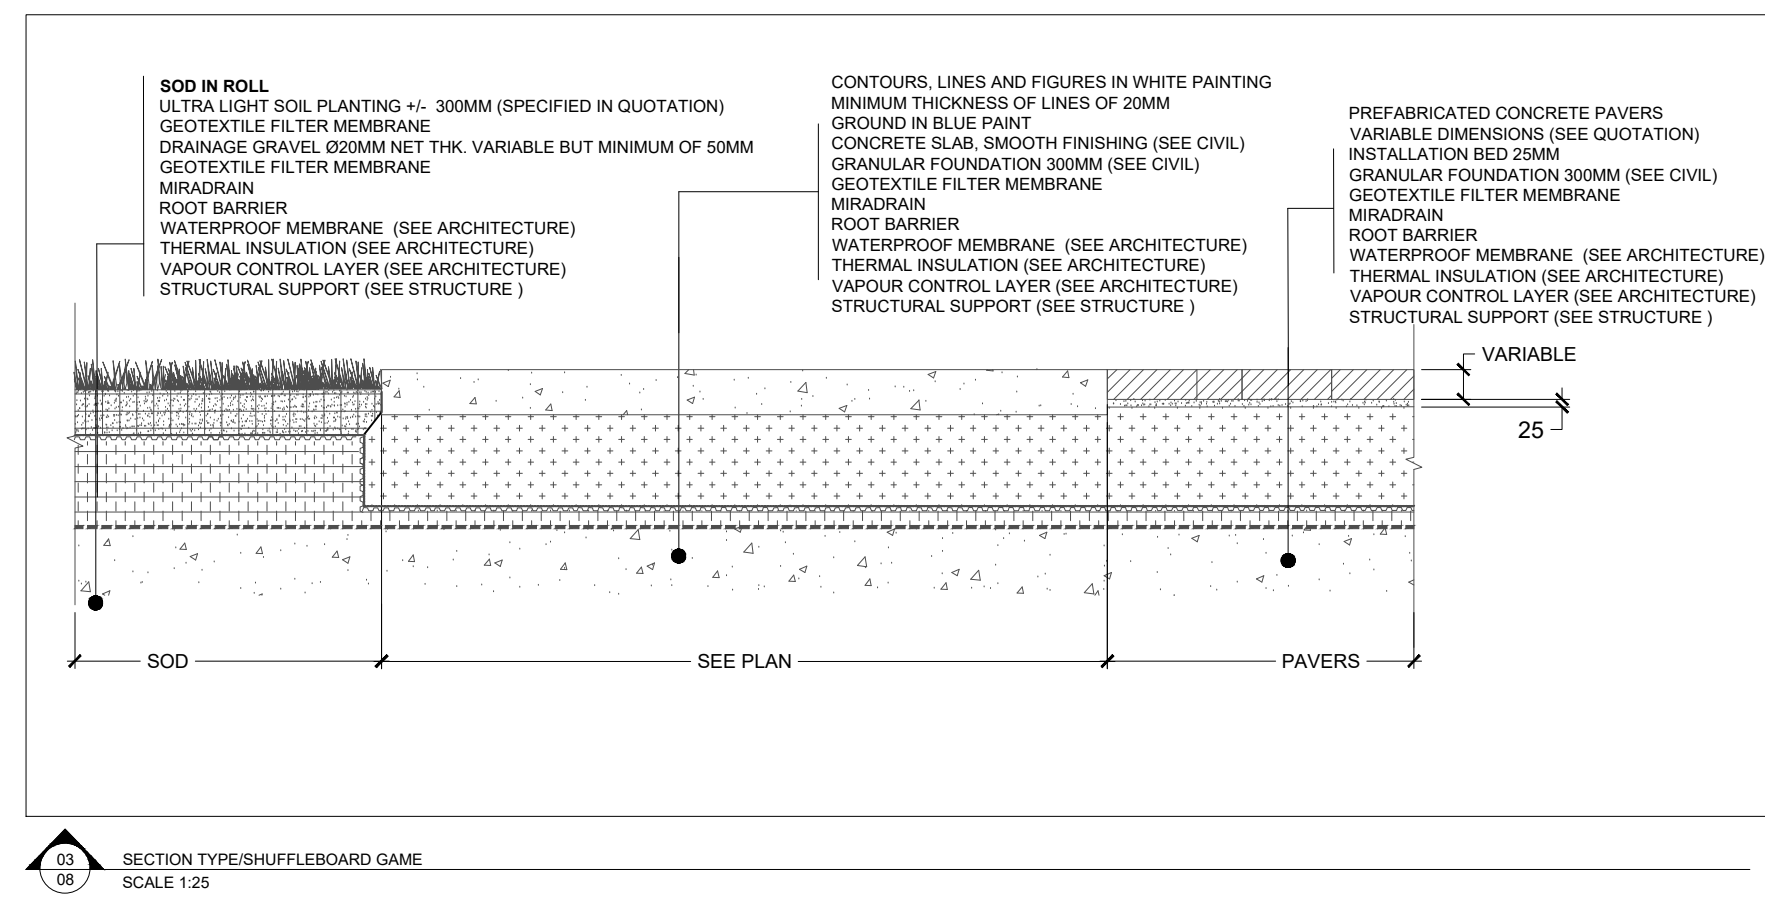 SOD IN ROLL
ULTRA LIGHT SOIL PLANTING +/- 300MM (SPECIFIED IN QUOTATION)
GEOTEXTILE FILTER MEMBRANE
DRAINAGE GRAVEL Ø20MM NET THK. VARIABLE BUT MINIMUM OF 50MM
GEOTEXTILE FILTER MEMBRANE
MIRADRAIN
ROOT BARRIER
WATERPROOF MEMBRANE (SEE ARCHITECTURE)
THERMAL INSULATION (SEE ARCHITECTURE)
VAPOUR CONTROL LAYER (SEE ARCHITECTURE)
STRUCTURAL SUPPORT (SEE STRUCTURE )
CONTOURS, LINES AND FIGURES IN WHITE PAINTING
MINIMUM THICKNESS OF LINES OF 20MM
GROUND IN BLUE PAINT
CONCRETE SLAB, SMOOTH FINISHING (SEE CIVIL)
GRANULAR FOUNDATION 300MM (SEE CIVIL)
GEOTEXTILE FILTER MEMBRANE
MIRADRAIN
ROOT BARRIER
WATERPROOF MEMBRANE (SEE ARCHITECTURE)
THERMAL INSULATION (SEE ARCHITECTURE)
VAPOUR CONTROL LAYER (SEE ARCHITECTURE)
STRUCTURAL SUPPORT (SEE STRUCTURE )
PREFABRICATED CONCRETE PAVERS
VARIABLE DIMENSIONS (SEE QUOTATION)
INSTALLATION BED 25MM
GRANULAR FOUNDATION 300MM (SEE CIVIL)
GEOTEXTILE FILTER MEMBRANE
MIRADRAIN
ROOT BARRIER
WATERPROOF MEMBRANE (SEE ARCHITECTURE)
THERMAL INSULATION (SEE ARCHITECTURE)
VAPOUR CONTROL LAYER (SEE ARCHITECTURE)
STRUCTURAL SUPPORT (SEE STRUCTURE )
VARIABLE
25
SOD
SEE PLAN
PAVERS
03
08
SECTION TYPE/SHUFFLEBOARD GAME
SCALE 1:25